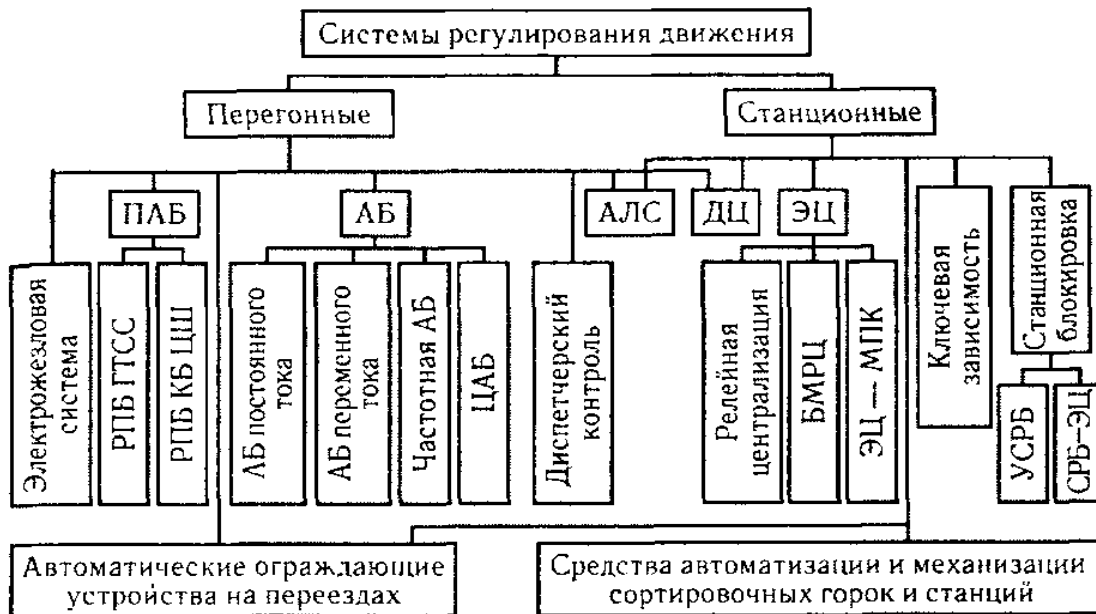 Системы регулирования движения
Перегонные
Станционные
ПАБ
АБ
АЛС
ДЦ
ЭЦ
Электрожезловая
система
РПБ ГТСС
РПБ КБ ЦШ
АБ постоянного
тока
АБ переменного
тока
Частотная АБ
ЦАБ
Диспетчерский
контроль
Релейная
централизация
БМРЦ
ЭЦ — МПК
Ключевая
зависимость
Станционная
блокировка
УСРБ
СРБ–ЭЦ
Автоматические ограждающие
устройства на переездах
Средства автоматизации и механизации
сортировочных горок и станций